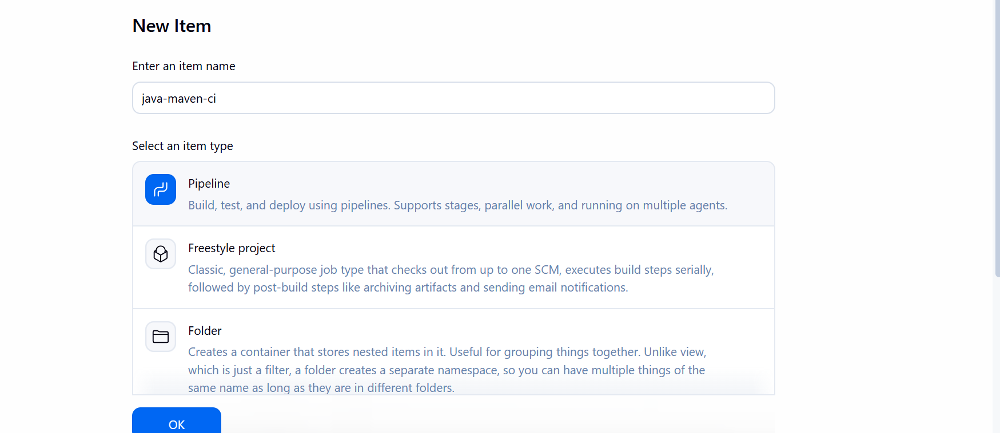 New Item
Enter an item name
java-maven-ci
Select an item type
Pipeline
Build, test, and deploy using pipelines. Supports stages, parallel work, and running on multiple agents.
Freestyle project
Classic, general-purpose job type that checks out from up to one SCM, executes build steps serially,
followed by post-build steps like archiving artifacts and sending email notifications.
Folder
Creates a container that stores nested items in it. Useful for grouping things together. Unlike view,
which is just a filter, a folder creates a separate namespace, so you can have multiple things of the
same name as long as they are in different folders.
OK